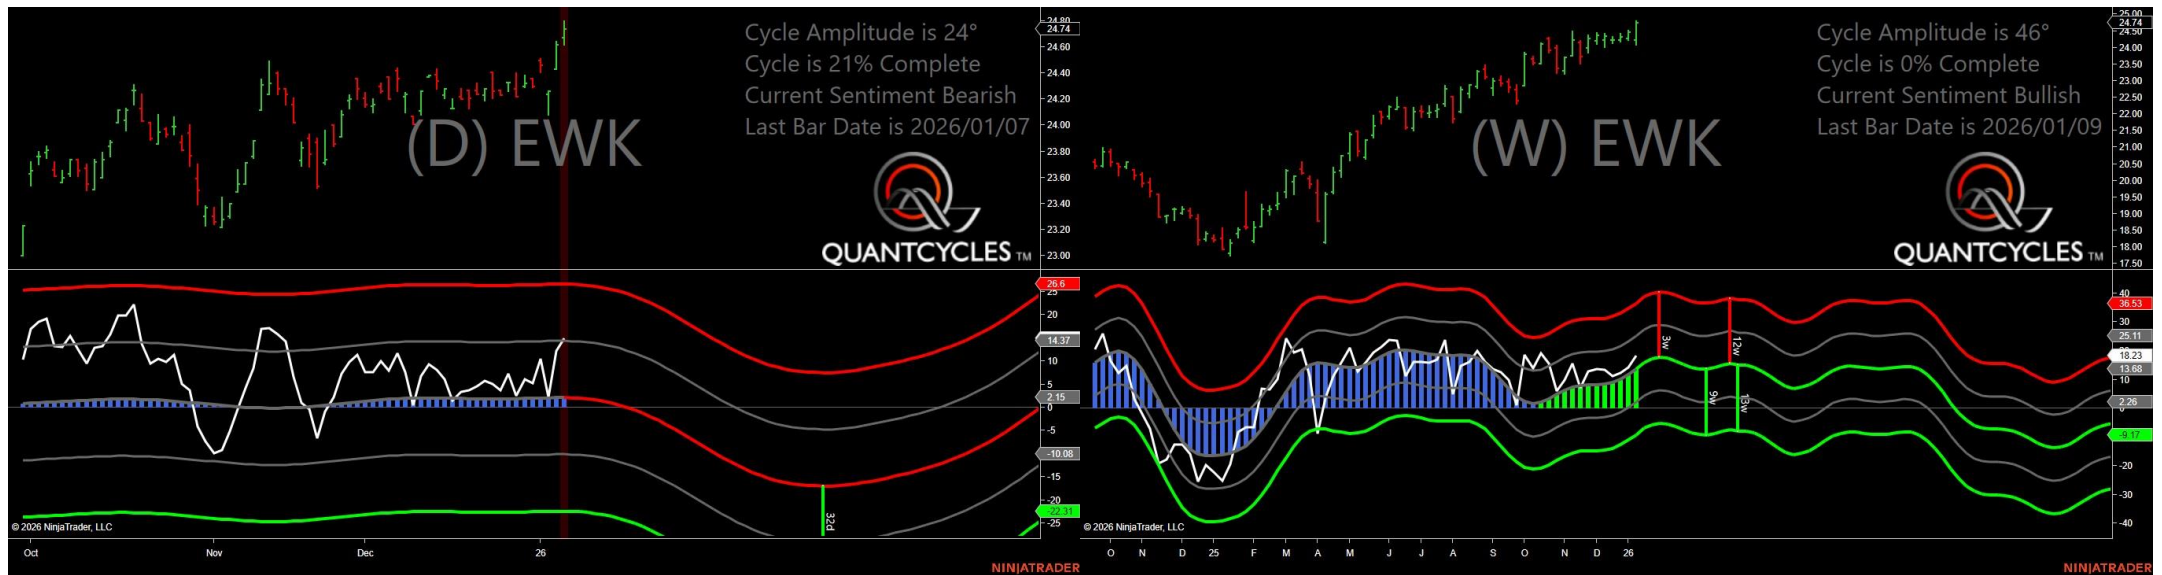 Cycle Amplitude is 24°
Cycle is 21% Complete
Current Sentiment Bearish
Last Bar Date is 2026/01/07
(D) EWK
QUANTCYCLES TM
24.80
24.74
24.60
24.40
24.20
24.00
23.80
23.60
23.40
23.20
23.00
26.6
25
20
14.37
10
5
2.15
0
-5
-10.08
-15
-20
-22.31
-25
32d
© 2026 NinjaTrader, LLC
Oct Nov Dec 26
NINJATRADER
Cycle Amplitude is 46°
Cycle is 0% Complete
Current Sentiment Bullish
Last Bar Date is 2026/01/09
(W) EWK
QUANTCYCLES TM
25.00
24.74
24.50
24.00
23.50
23.00
22.50
22.00
21.50
21.00
20.50
20.00
19.50
19.00
18.50
18.00
17.50
40
36.53
30
25.11
18.23
13.68
10
2.26
-9.17
-20
-30
-40
3w
12w
9w
13w
© 2026 NinjaTrader, LLC
O N D 25 F M A M J J A S O N D 26
NINJATRADER